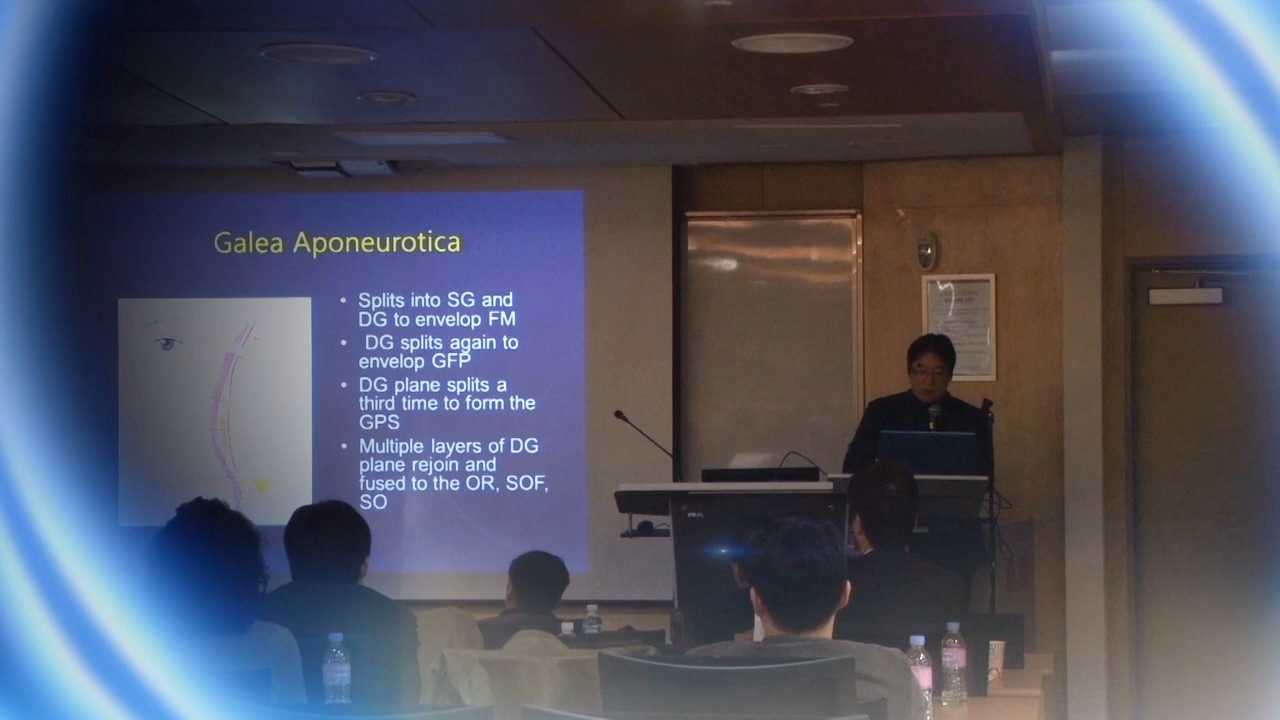 Galea Aponeurotica
• Splits into SG and
DG to envelop FM
• DG splits again to
envelop GFP
• DG plane splits a
third time to form the
GPS
• Multiple layers of DG
plane rejoin and
fused to the OR, SOF,
SO